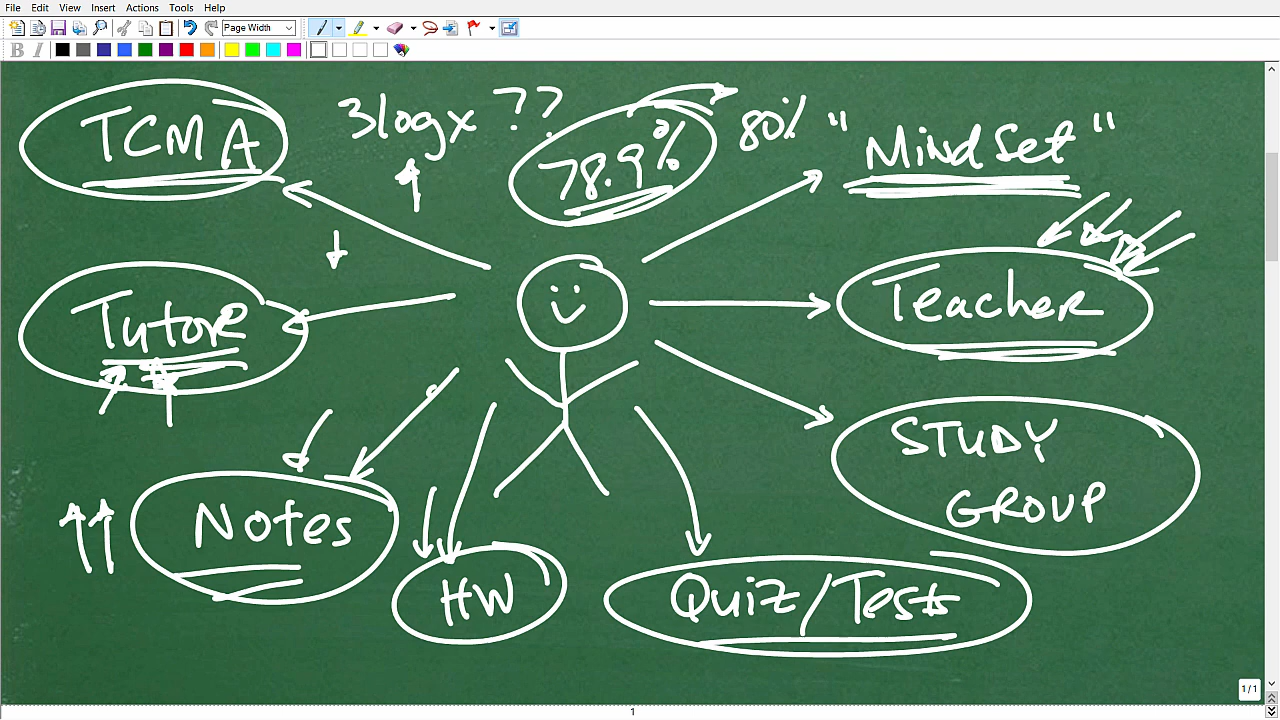 File Edit View Insert Actions Tools Help
Page Width
B I
TCMA
3logx ??
78.9%
80%
"Mindset"
Tutor
Teacher
STUDY
GROUP
Notes
HW
Quiz/Tests
1/1
1